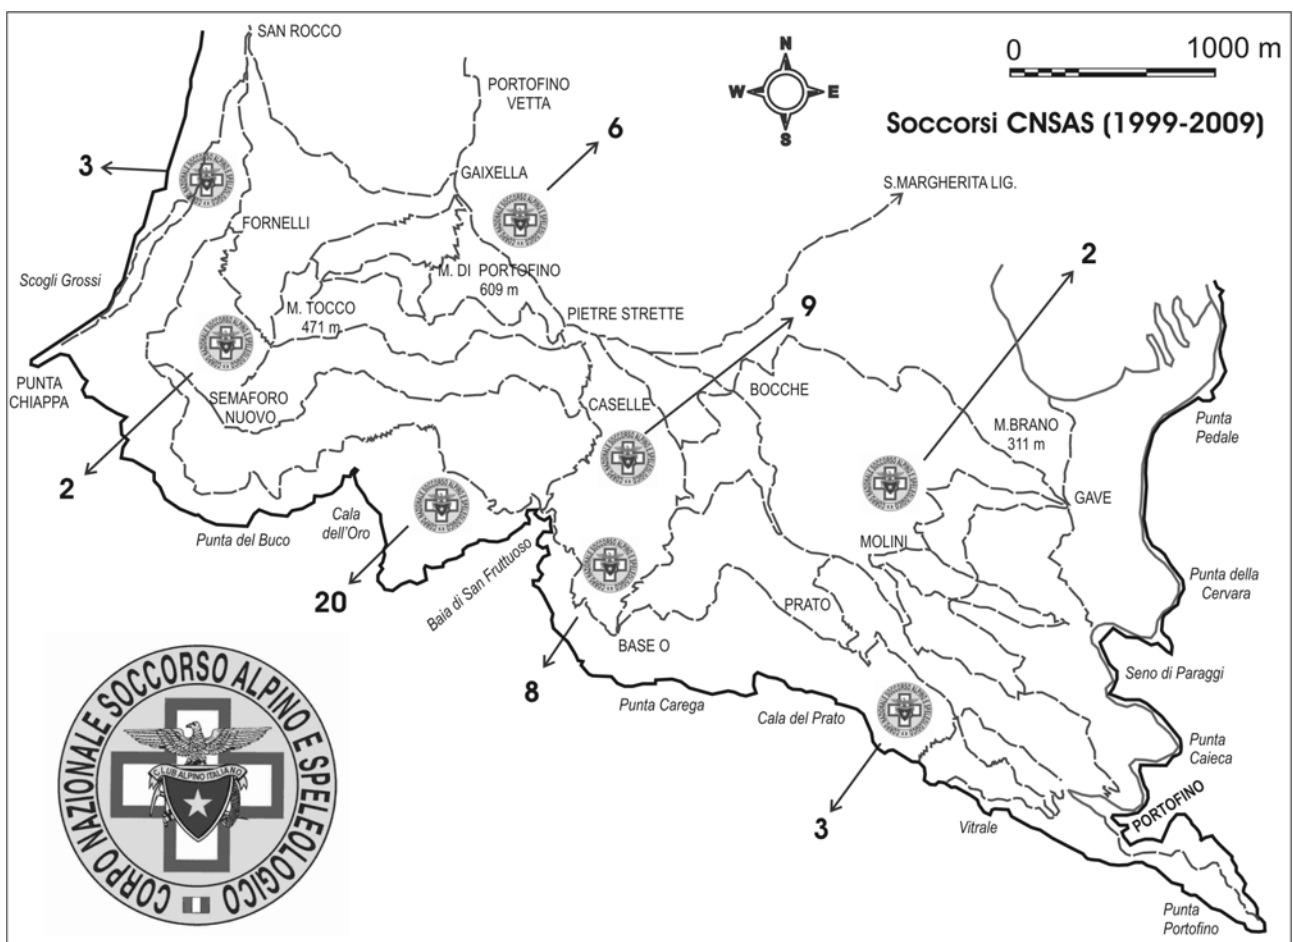 SAN ROCCO
0 1000 m
N
W E
S
PORTOFINO
VETTA
Soccorsi CNSAS (1999-2009)
6
3
GAIXELLA
S.MARGHERITA LIG.
FORNELLI
2
Scogli Grossi
M. DI PORTOFINO
609 m
M. TOCCO
471 m
9
PIETRE STRETTE
PUNTA
CHIAPPA
SEMAFORO
NUOVO
BOCCHE
CASELLE
M.BRANO
311 m
Punta
Pedale
2
GAVE
Cala
dell'Oro
Punta del Buco
MOLINI
Baia di San Fruttuoso
20
Punta della
Cervara
PRATO
BASE O
8
Seno di Paraggi
Punta Carega
Cala del Prato
Punta
Caieca
3
Vitrale
PORTOFINO
Punta
Portofino
CORPO NAZIONALE SOCCORSO ALPINO E SPELEOLOGICO
CLUB ALPINO ITALIANO